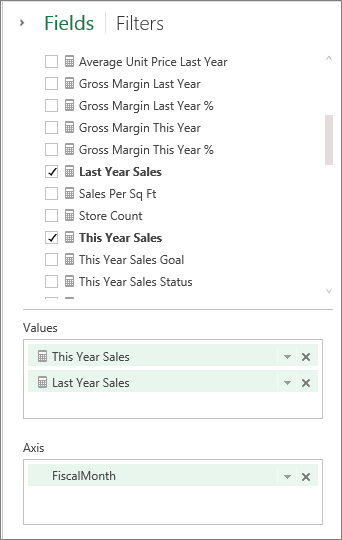 Fields | Filters
Average Unit Price Last Year
Gross Margin Last Year
Gross Margin Last Year %
Gross Margin This Year
Gross Margin This Year %
Last Year Sales
Sales Per Sq Ft
Store Count
This Year Sales
This Year Sales Goal
This Year Sales Status
Values
This Year Sales
Last Year Sales
Axis
FiscalMonth